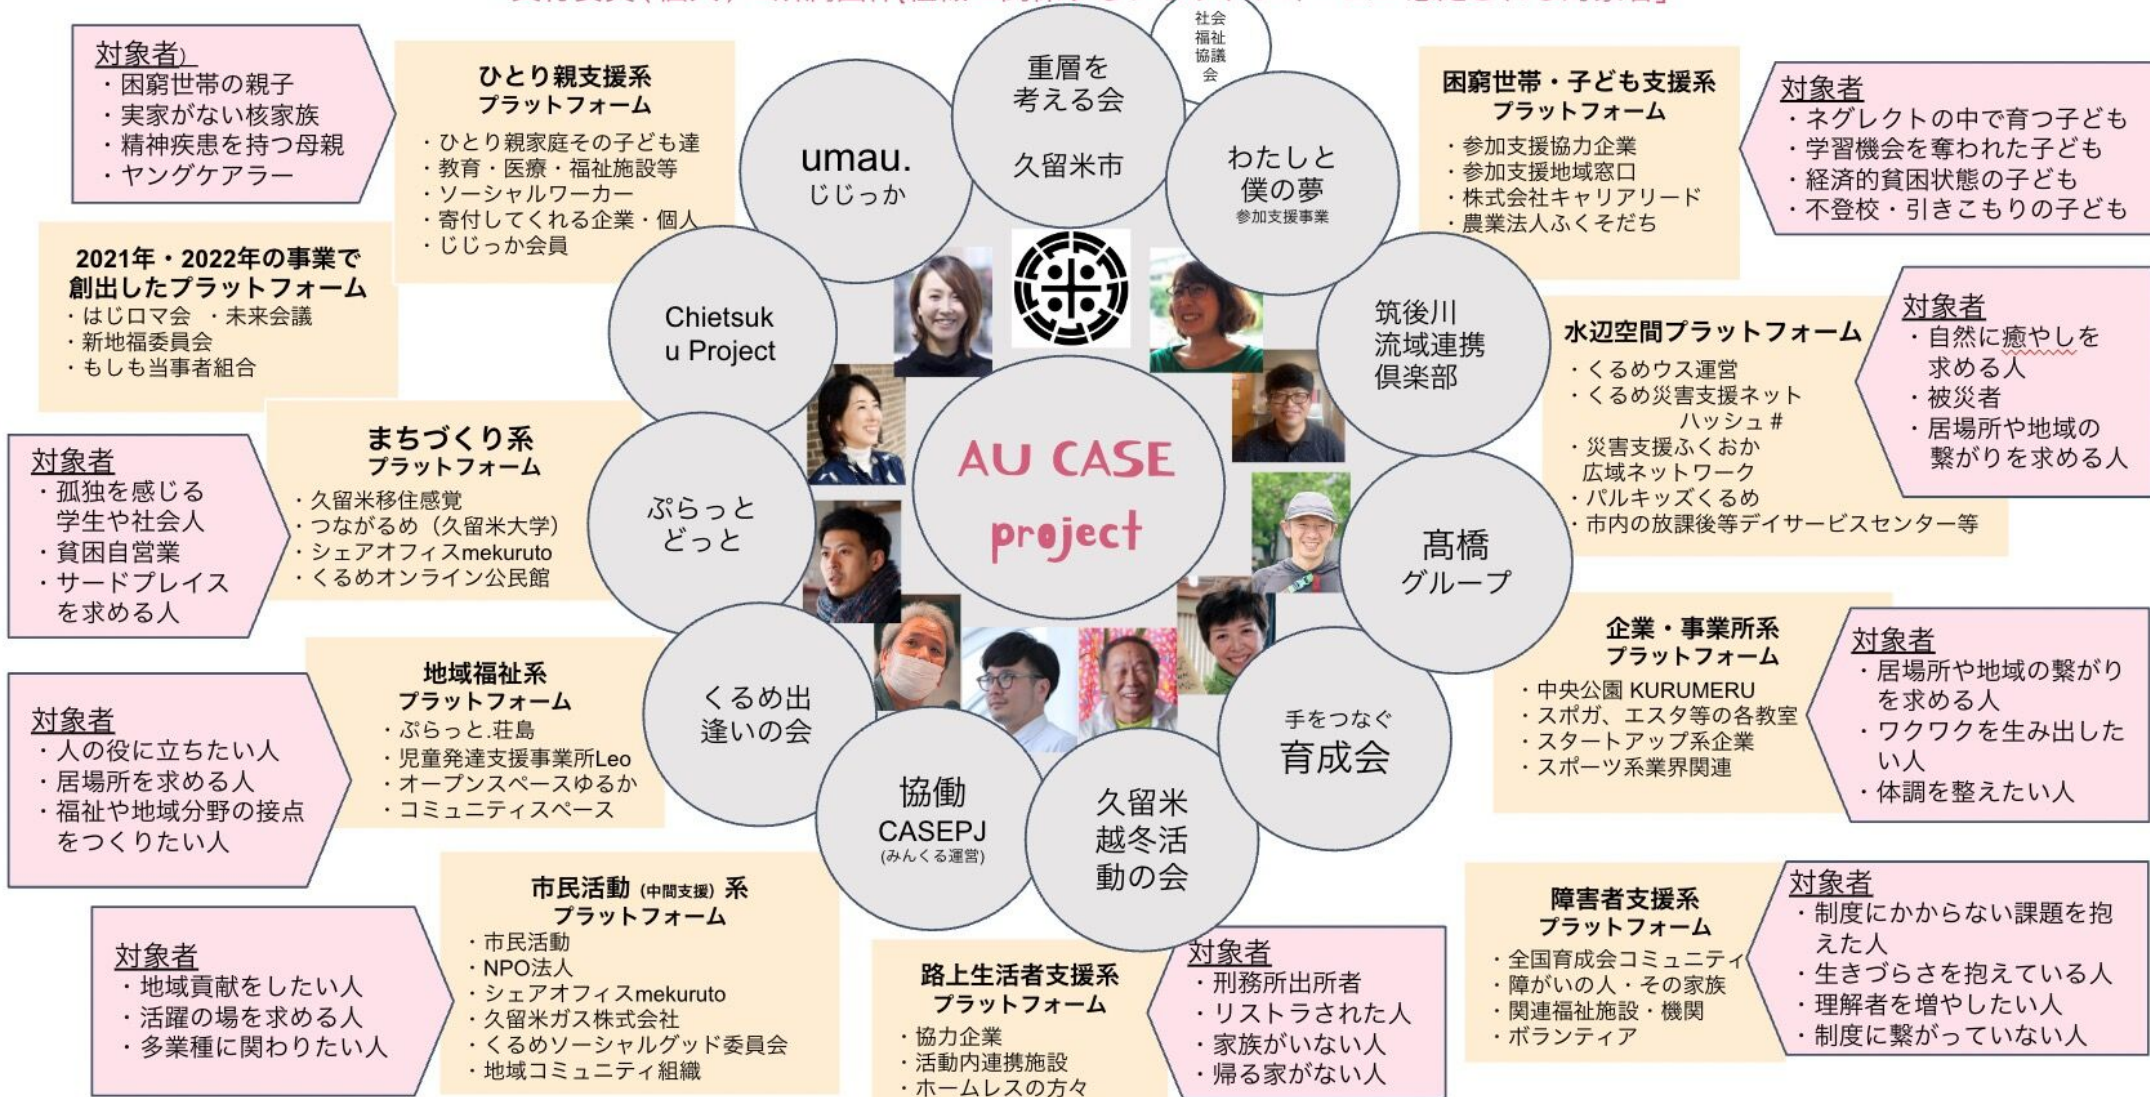 社会
福祉
協議
会
重層を
考える会
久留米市
わたしと
僕の夢
参加支援事業
筑後川
流域連携
倶楽部
髙橋
グループ
手をつなぐ
育成会
久留米
越冬活
動の会
協働
CASEPJ
(みんくる運営)
くるめ出
逢いの会
ぷらっと
どっと
Chietsuk
u Project
umau.
じじっか
AU CASE
project
対象者)
・困窮世帯の親子
・実家がない核家族
・精神疾患を持つ母親
・ヤングケアラー
ひとり親支援系
プラットフォーム
・ひとり親家庭その子ども達
・教育・医療・福祉施設等
・ソーシャルワーカー
・寄付してくれる企業・個人
・じじっか会員
2021年・2022年の事業で
創出したプラットフォーム
・はじロマ会 ・未来会議
・新地福委員会
・もしも当事者組合
対象者
・孤独を感じる
学生や社会人
・貧困自営業
・サードプレイス
を求める人
まちづくり系
プラットフォーム
・久留米移住感覚
・つながるめ（久留米大学）
・シェアオフィスmekuruto
・くるめオンライン公民館
対象者
・人の役に立ちたい人
・居場所を求める人
・福祉や地域分野の接点
をつくりたい人
地域福祉系
プラットフォーム
・ぷらっと.荘島
・児童発達支援事業所Leo
・オープンスペースゆるか
・コミュニティスペース
対象者
・地域貢献をしたい人
・活躍の場を求める人
・多業種に関わりたい人
市民活動（中間支援）系
プラットフォーム
・市民活動
・NPO法人
・シェアオフィスmekuruto
・久留米ガス株式会社
・くるめソーシャルグッド委員会
・地域コミュニティ組織
路上生活者支援系
プラットフォーム
・協力企業
・活動内連携施設
・ホームレスの方々
対象者
・刑務所出所者
・リストラされた人
・家族がいない人
・帰る家がない人
困窮世帯・子ども支援系
プラットフォーム
・参加支援協力企業
・参加支援地域窓口
・株式会社キャリアリード
・農業法人ふくそだち
対象者
・ネグレクトの中で育つ子ども
・学習機会を奪われた子ども
・経済的貧困状態の子ども
・不登校・引きこもりの子ども
水辺空間プラットフォーム
・くるめウス運営
・くるめ災害支援ネット
ハッシュ＃
・災害支援ふくおか
広域ネットワーク
・パルキッズくるめ
・市内の放課後等デイサービスセンター等
対象者
・自然に癒やしを
求める人
・被災者
・居場所や地域の
繋がりを求める人
企業・事業所系
プラットフォーム
・中央公園 KURUMERU
・スポガ、エスタ等の各教室
・スタートアップ系企業
・スポーツ系業界関連
対象者
・居場所や地域の繋がり
を求める人
・ワクワクを生み出した
い人
・体調を整えたい人
障害者支援系
プラットフォーム
・全国育成会コミュニティ
・障がいの人・その家族
・関連福祉施設・機関
・ボランティア
対象者
・制度にかからない課題を抱
えた人
・生きづらさを抱えている人
・理解者を増やしたい人
・制度に繋がっていない人